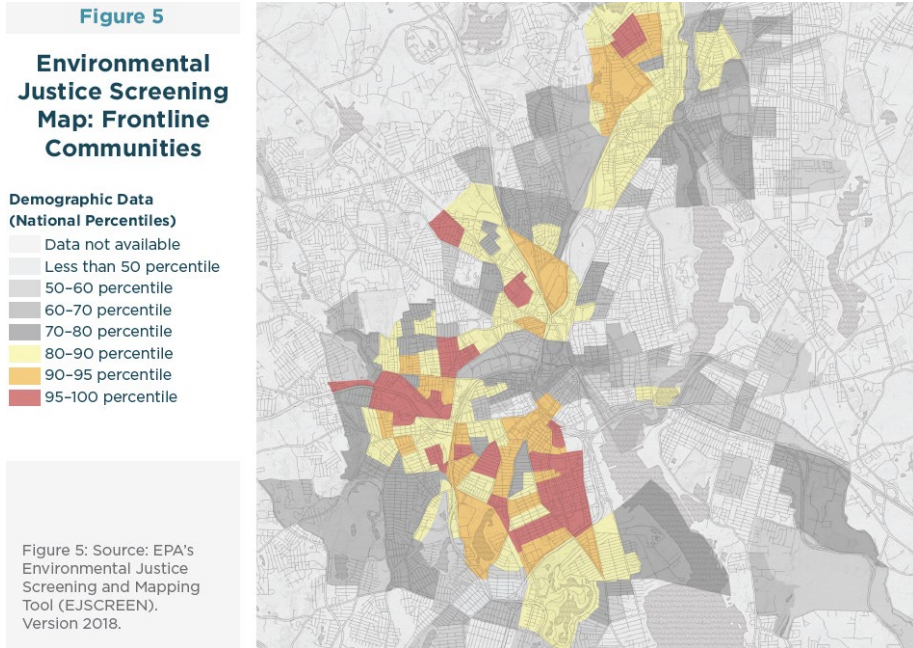 Figure 5
Environmental
Justice Screening
Map: Frontline
Communities
Demographic Data
(National Percentiles)
Data not available
Less than 50 percentile
50–60 percentile
60–70 percentile
70–80 percentile
80–90 percentile
90–95 percentile
95–100 percentile
Figure 5: Source: EPA's
Environmental Justice
Screening and Mapping
Tool (EJSCREEN).
Version 2018.